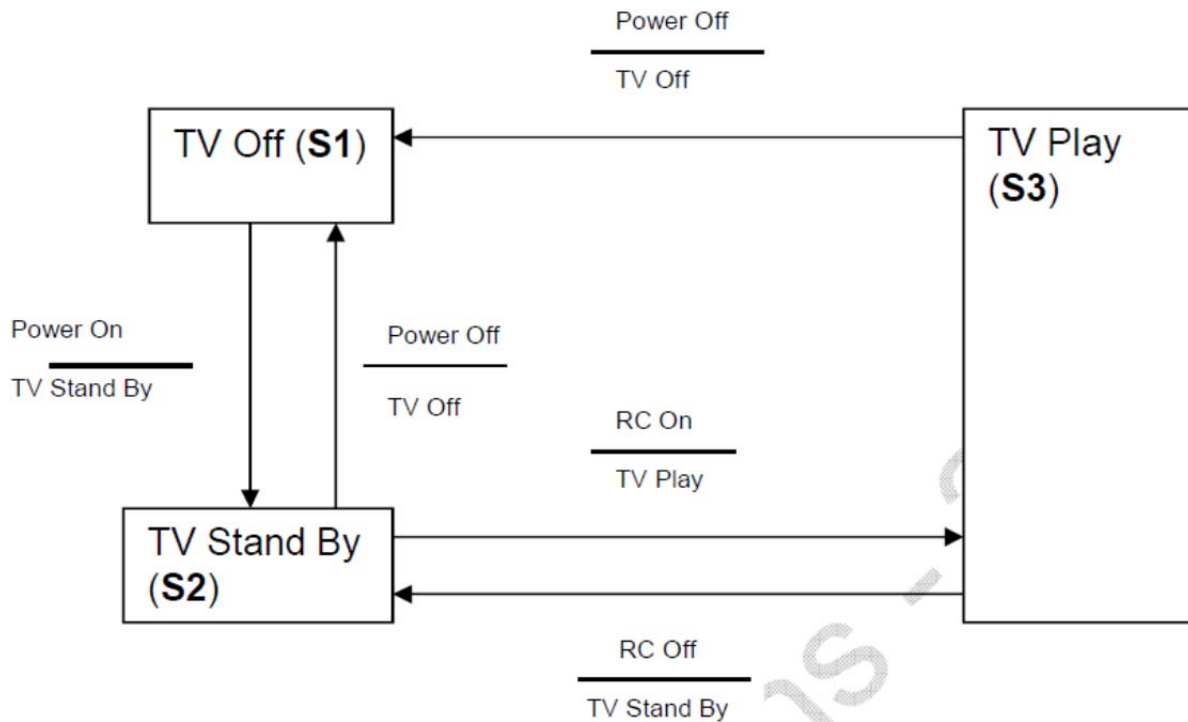 Power Off
TV Off
TV Off (S1)
TV Play
(S3)
Power On
TV Stand By
Power Off
TV Off
RC On
TV Play
TV Stand By
(S2)
RC Off
TV Stand By